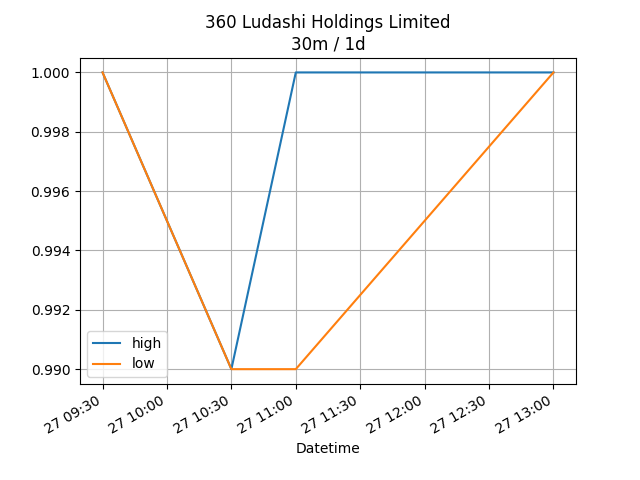 360 Ludashi Holdings Limited
30m / 1d
1.000
0.998
0.996
0.994
0.992
0.990
high
low
27 09:30
27 10:00
27 10:30
27 11:00
27 11:30
27 12:00
27 12:30
27 13:00
Datetime